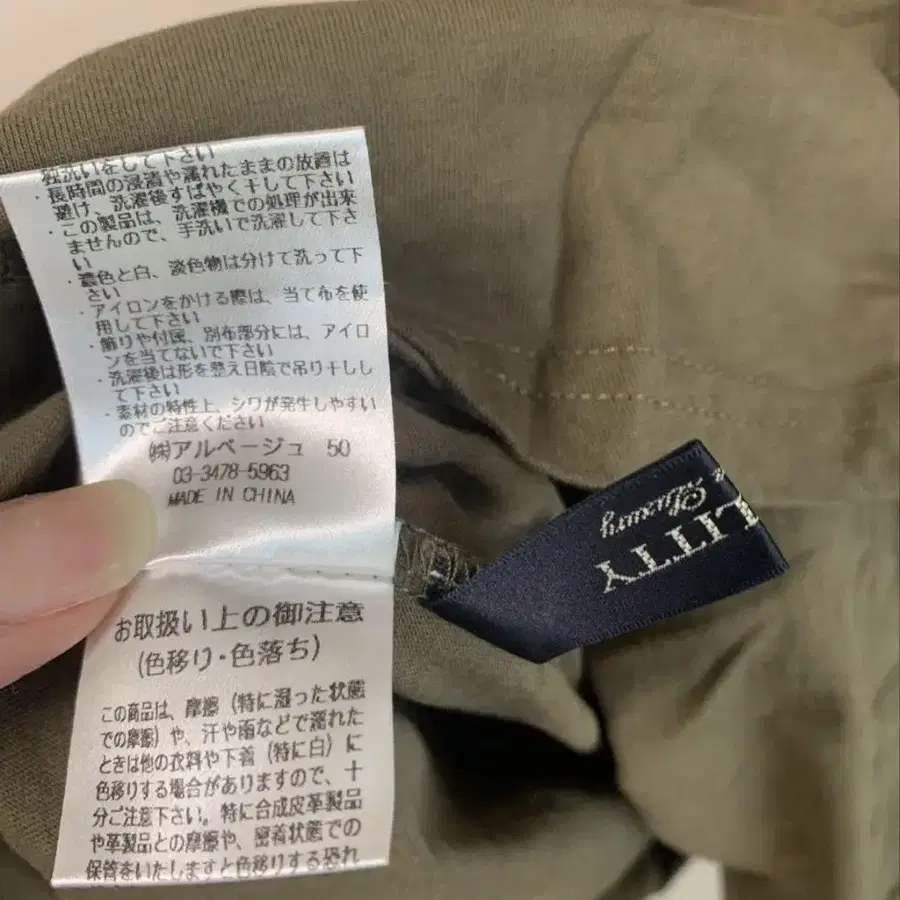 独洗いをして下さい
・長時間の浸漬や濡れたままの放置は
避け、洗濯後すばやく干して下さい
・この製品は、洗濯機での処理が出来
ませんので、手洗いで洗濯して下さ
い
・濃色と白、淡色物は分けて洗って下
さい
・アイロンをかける際は、当て布を使
用して下さい
・飾りや付属、別布部分には、アイロ
ンを当てないで下さい
・洗濯後は形を整え日陰で吊り干しし
て下さい
・素材の特性上、シワが発生しやすい
のでご注意ください
㈱アルページュ 50
03-3478-5963
MADE IN CHINA
お取扱い上の御注意
(色移り・色落ち)
この商品は、摩擦（特に湿った状態
での摩擦）や、汗や雨などで濡れた
ときは他の衣料や下着（特に白）に
色移りする場合がありますので、十
分ご注意下さい。特に合成皮革製品
や革製品との摩擦や、密着状態での
保管をいたしますと色移りする恐れ
LITTY
Luxury